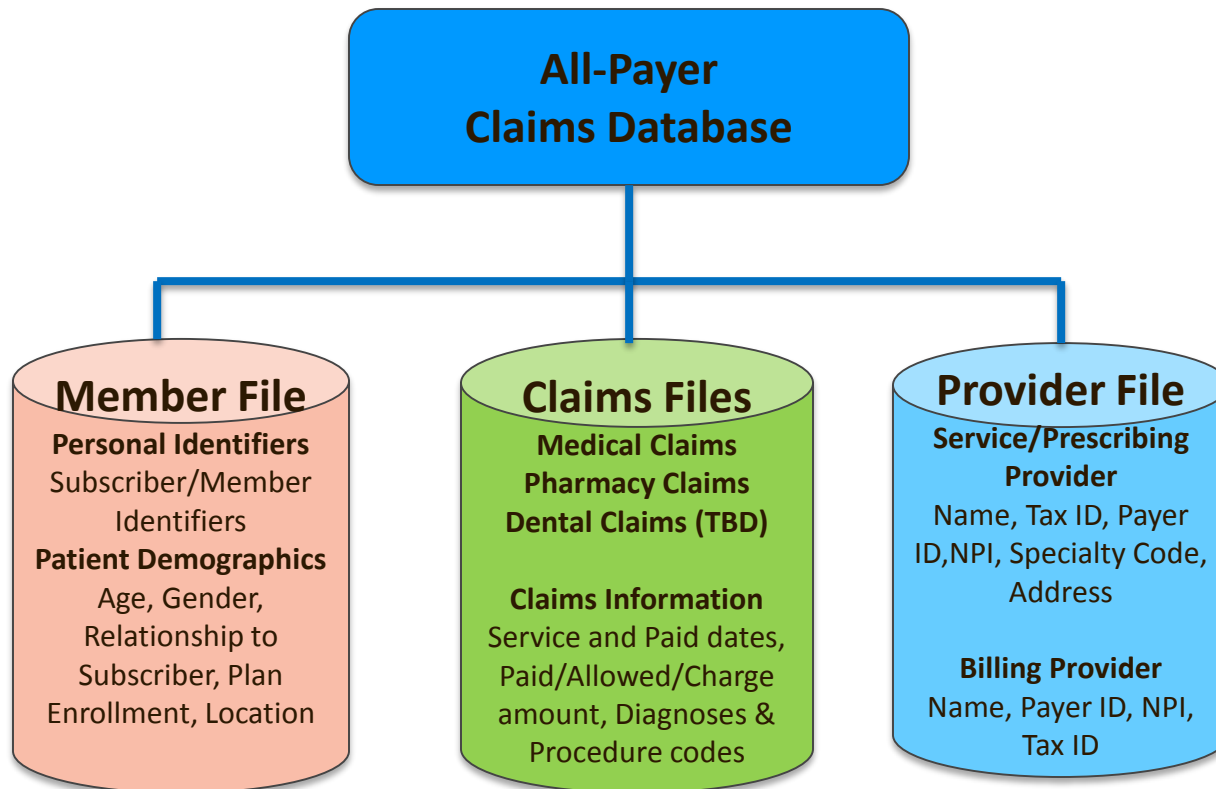 All-Payer
Claims Database
Member File
Personal Identifiers
Subscriber/Member
Identifiers
Patient Demographics
Age, Gender,
Relationship to
Subscriber, Plan
Enrollment, Location
Claims Files
Medical Claims
Pharmacy Claims
Dental Claims (TBD)
Claims Information
Service and Paid dates,
Paid/Allowed/Charge
amount, Diagnoses &
Procedure codes
Provider File
Service/Prescribing
Provider
Name, Tax ID, Payer
ID,NPI, Specialty Code,
Address
Billing Provider
Name, Payer ID, NPI,
Tax ID